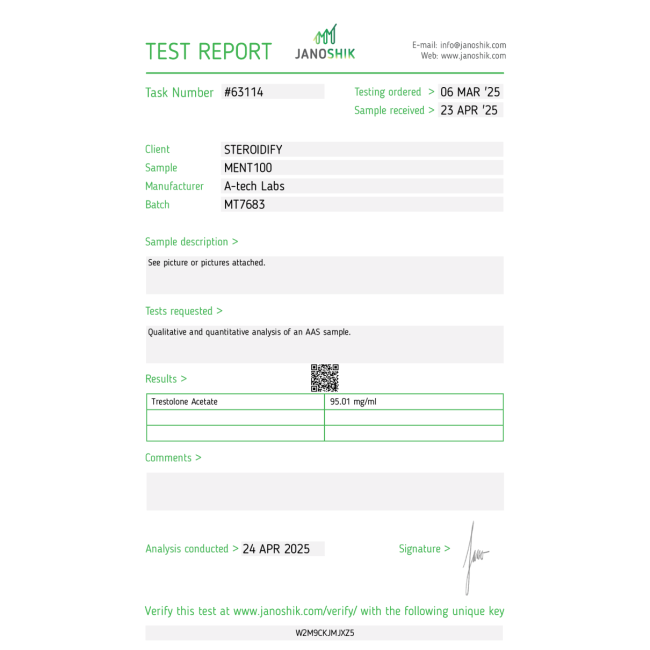 TEST REPORT
JANOSHIK
E-mail: info@janoshik.com
Web: www.janoshik.com
Task Number #63114
Testing ordered > 06 MAR '25
Sample received > 23 APR '25
Client STEROIDIFY
Sample MENT100
Manufacturer A-tech Labs
Batch MT7683
Sample description >
See picture or pictures attached.
Tests requested >
Qualitative and quantitative analysis of an AAS sample.
Results >
Trestolone Acetate 95.01 mg/ml
Comments >
Analysis conducted > 24 APR 2025
Signature >
Verify this test at www.janoshik.com/verify/ with the following unique key
W2M9CKJMJXZ5